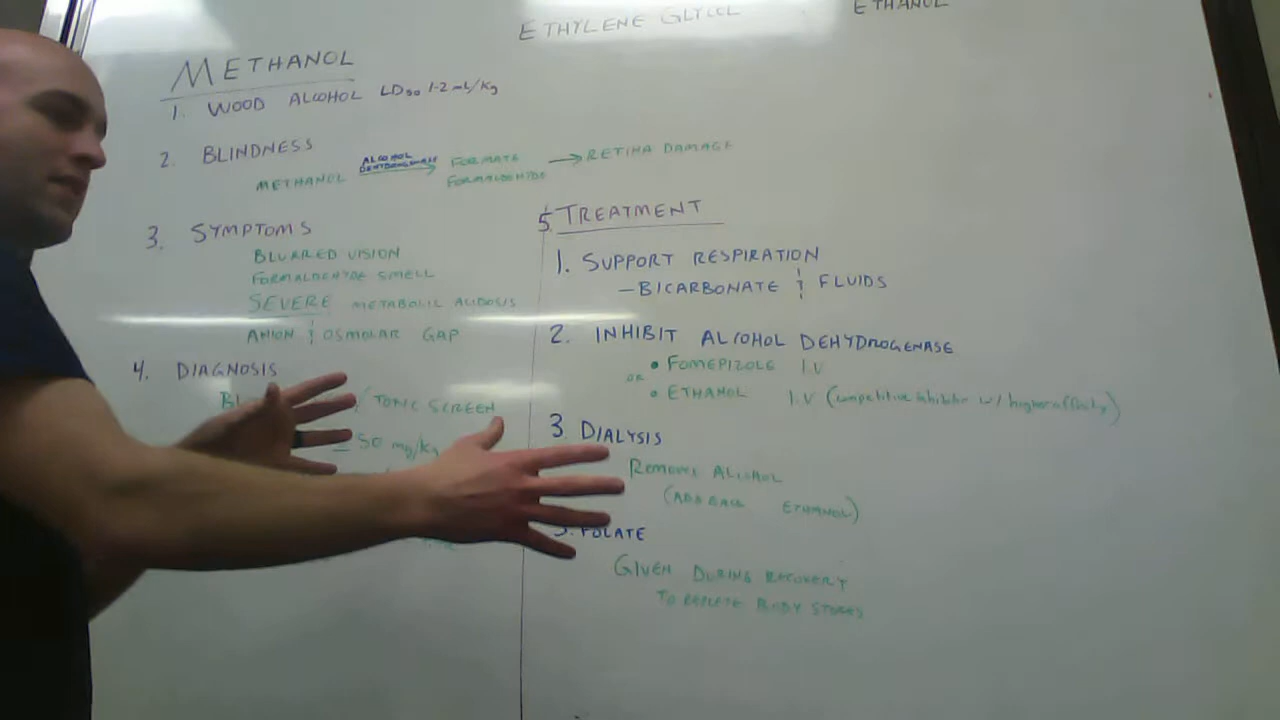 ETHYLENE GLYCOL
ETHANOL
METHANOL
1. WOOD ALCOHOL LD50 1-2 mL/Kg
2. BLINDNESS
METHANOL ALCOHOL DEHYDROGENASE → FORMATE FORMALDEHYDE → RETINA DAMAGE
3. SYMPTOMS
BLURRED VISION
FORMALDEHYDE SMELL
SEVERE METABOLIC ACIDOSIS
ANION & OSMOLAR GAP
4. DIAGNOSIS
TOXIC SCREEN
50 mg/kg
5. TREATMENT
1. SUPPORT RESPIRATION
- BICARBONATE & FLUIDS
2. INHIBIT ALCOHOL DEHYDROGENASE
• FOMEPIZOLE I.V
OR
• ETHANOL I.V (competitive inhibitor w/ higher affinity)
3. DIALYSIS
REMOVE ALCOHOL
(ADD BACK ETHANOL)
FOLATE
GIVEN DURING RECOVERY
TO REPLETE BODY STORES